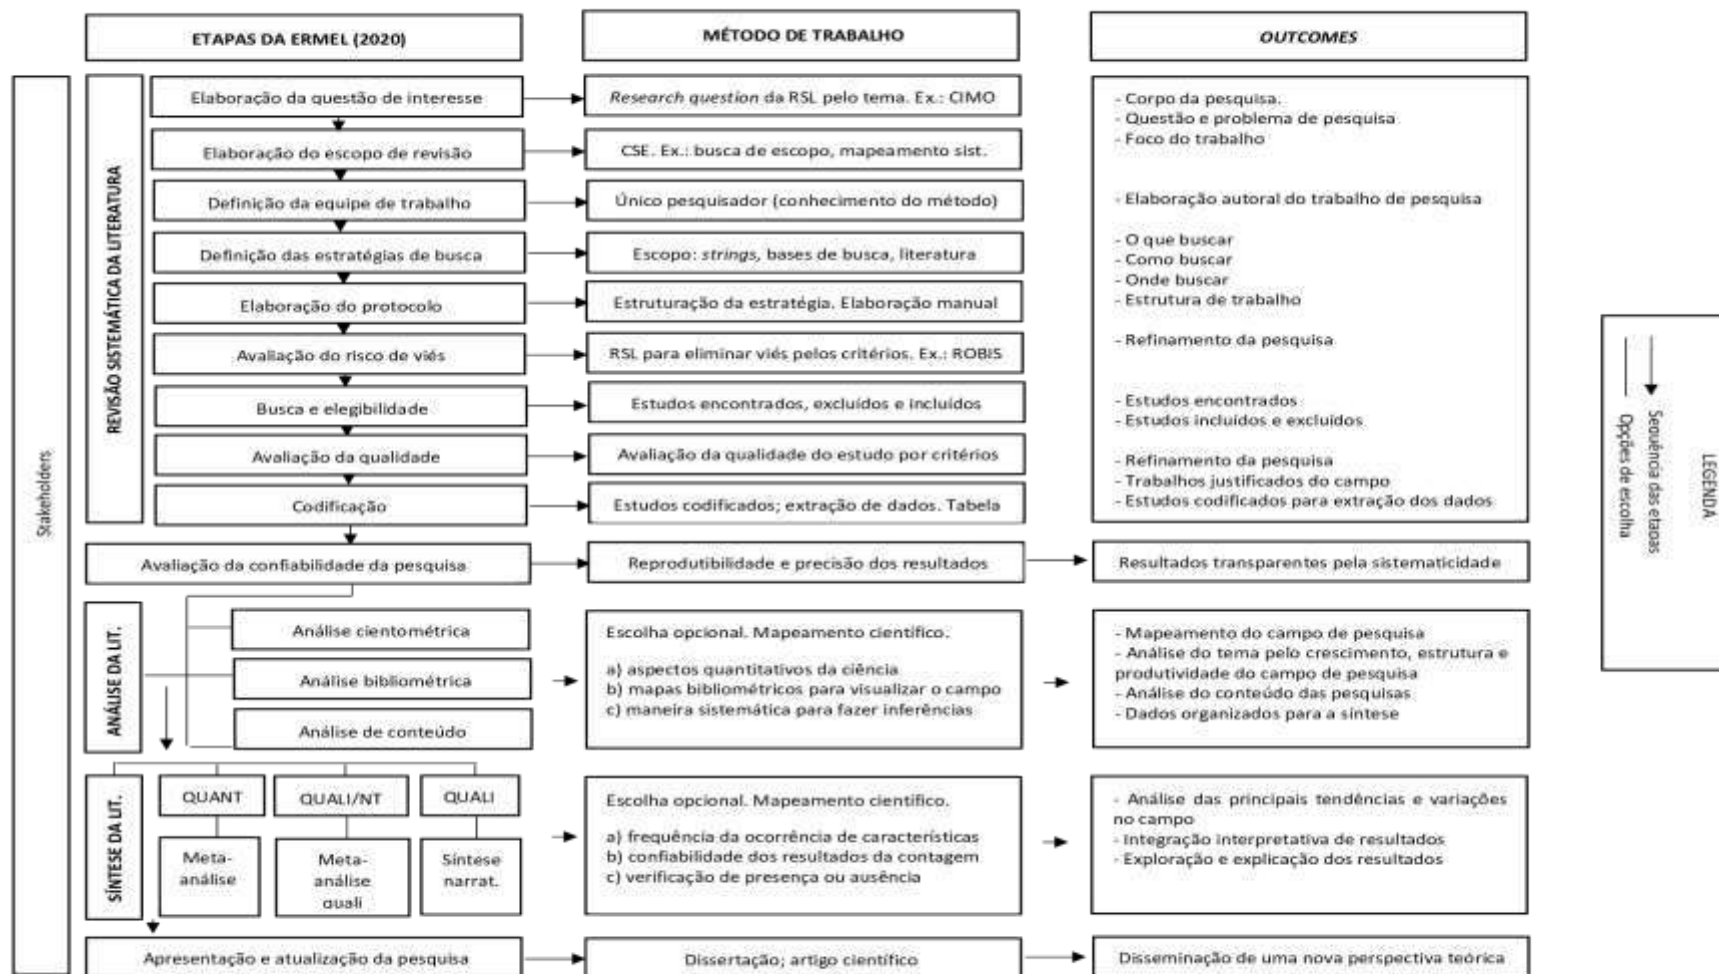 ETAPAS DA ERMEL (2020)
MÉTODO DE TRABALHO
OUTCOMES
Stakeholders
REVISÃO SISTEMÁTICA DA LITERATURA
Elaboração da questão de interesse
Research question da RSL pelo tema. Ex.: CIMO
Elaboração do escopo de revisão
CSE. Ex.: busca de escopo, mapeamento sist.
Definição da equipe de trabalho
Único pesquisador (conhecimento do método)
Definição das estratégias de busca
Escopo: strings, bases de busca, literatura
Elaboração do protocolo
Estruturação da estratégia. Elaboração manual
Avaliação do risco de viés
RSL para eliminar viés pelos critérios. Ex.: ROBIS
Busca e elegibilidade
Estudos encontrados, excluídos e incluídos
Avaliação da qualidade
Avaliação da qualidade do estudo por critérios
Codificação
Estudos codificados; extração de dados. Tabela
- Corpo da pesquisa.
- Questão e problema de pesquisa
- Foco do trabalho
- Elaboração autoral do trabalho de pesquisa
- O que buscar
- Como buscar
- Onde buscar
- Estrutura de trabalho
- Refinamento da pesquisa
- Estudos encontrados
- Estudos incluídos e excluídos
- Refinamento da pesquisa
- Trabalhos justificados do campo
- Estudos codificados para extração dos dados
Avaliação da confiabilidade da pesquisa
Reprodutibilidade e precisão dos resultados
Resultados transparentes pela sistematicidade
ANÁLISE DA LIT.
Análise cientométrica
Análise bibliométrica
Análise de conteúdo
Escolha opcional. Mapeamento científico.
a) aspectos quantitativos da ciência
b) mapas bibliométricos para visualizar o campo
c) maneira sistemática para fazer inferências
- Mapeamento do campo de pesquisa
- Análise do tema pelo crescimento, estrutura e
produtividade do campo de pesquisa
- Análise do conteúdo das pesquisas
- Dados organizados para a síntese
SÍNTESE DA LIT.
QUANT
QUALI/NT
QUALI
Meta-
análise
Meta-
análise
quali
Síntese
narrat.
Escolha opcional. Mapeamento científico.
a) frequência da ocorrência de características
b) confiabilidade dos resultados da contagem
c) verificação de presença ou ausência
- Análise das principais tendências e variações
no campo
- Integração interpretativa de resultados
- Exploração e explicação dos resultados
Apresentação e atualização da pesquisa
Dissertação; artigo científico
Disseminação de uma nova perspectiva teórica
LEGENDA
Sequência das etapas
Opções de escolha